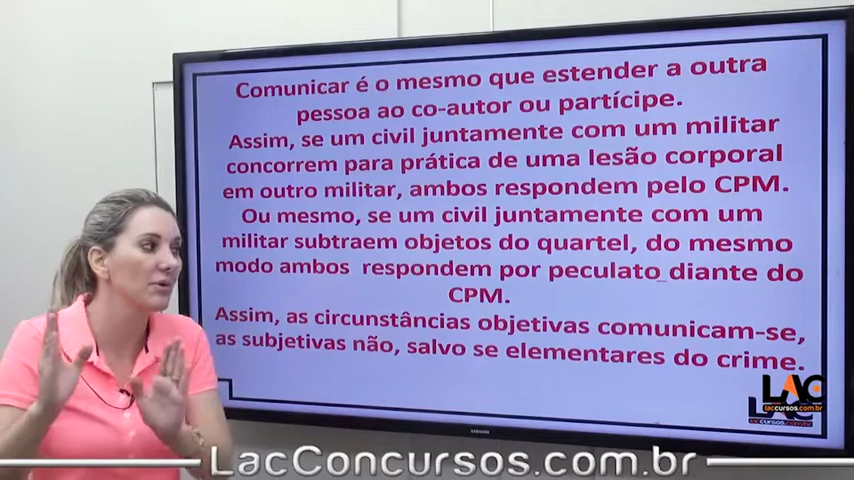 Comunicar é o mesmo que estender a outra
pessoa ao co-autor ou partícipe.
Assim, se um civil juntamente com um militar
concorrem para prática de uma lesão corporal
em outro militar, ambos respondem pelo CPM.
Ou mesmo, se um civil juntamente com um
militar subtraem objetos do quartel, do mesmo
modo ambos respondem por peculato diante do
CPM.
Assim, as circunstâncias objetivas comunicam-se,
as subjetivas não, salvo se elementares do crime.
LAC
laccursos.com.br
laccursos.com.br
SAMSUNG
LacConcursos.com.br